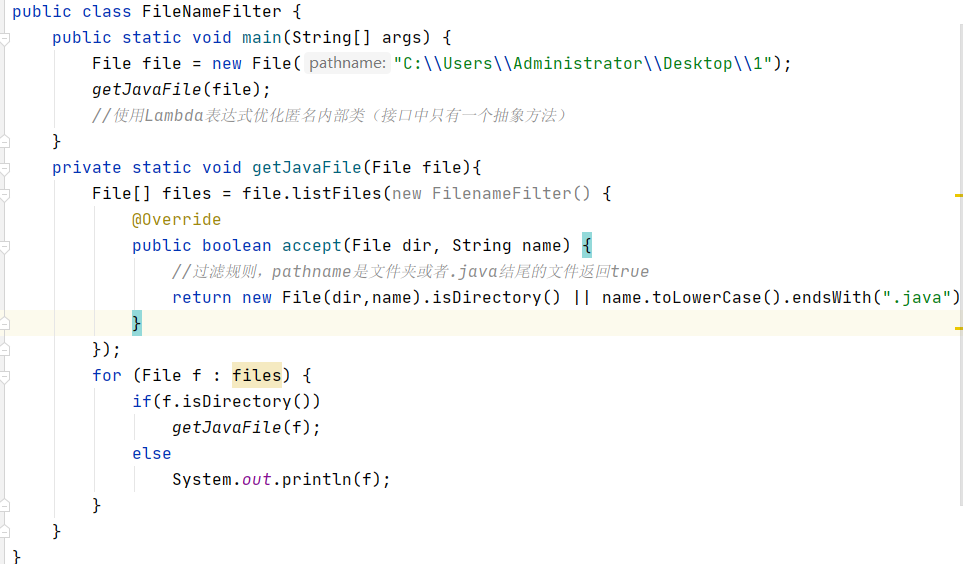 public class FileNameFilter {
    public static void main(String[] args) {
        File file = new File( pathname: "C:\\Users\\Administrator\\Desktop\\1");
        getJavaFile(file);
        //使用Lambda表达式优化匿名内部类（接口中只有一个抽象方法）
    }
    private static void getJavaFile(File file){
        File[] files = file.listFiles(new FilenameFilter() {
            @Override
            public boolean accept(File dir, String name) {
                //过滤规则，pathname是文件夹或者.java结尾的文件返回true
                return new File(dir,name).isDirectory() || name.toLowerCase().endsWith(".java")
            }
        });
        for (File f : files) {
            if(f.isDirectory())
                getJavaFile(f);
            else
                System.out.println(f);
        }
    }
}